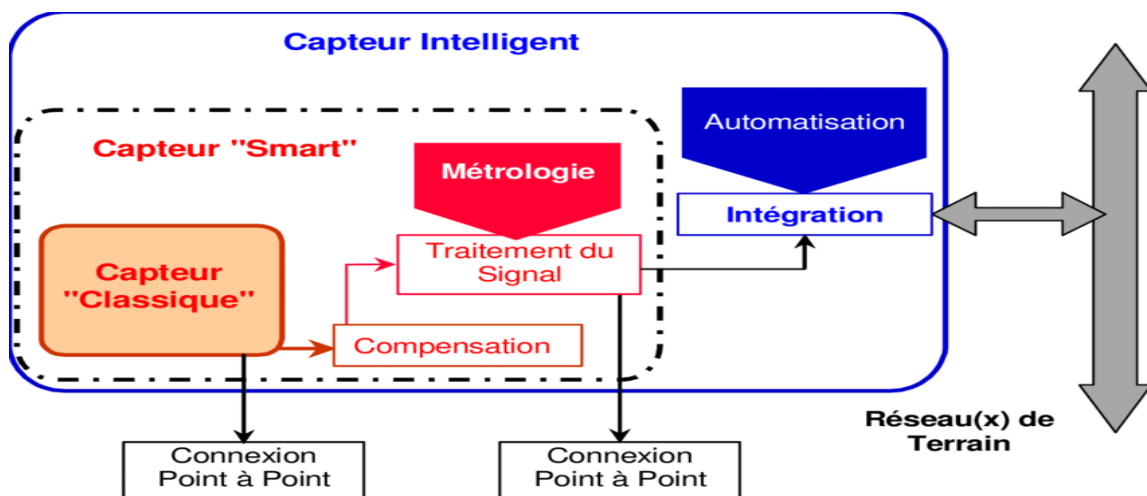 Capteur Intelligent
Automatisation
Capteur "Smart"
Métrologie
Intégration
Capteur
"Classique"
Traitement du
Signal
Compensation
Réseau(x) de
Terrain
Connexion
Point à Point
Connexion
Point à Point